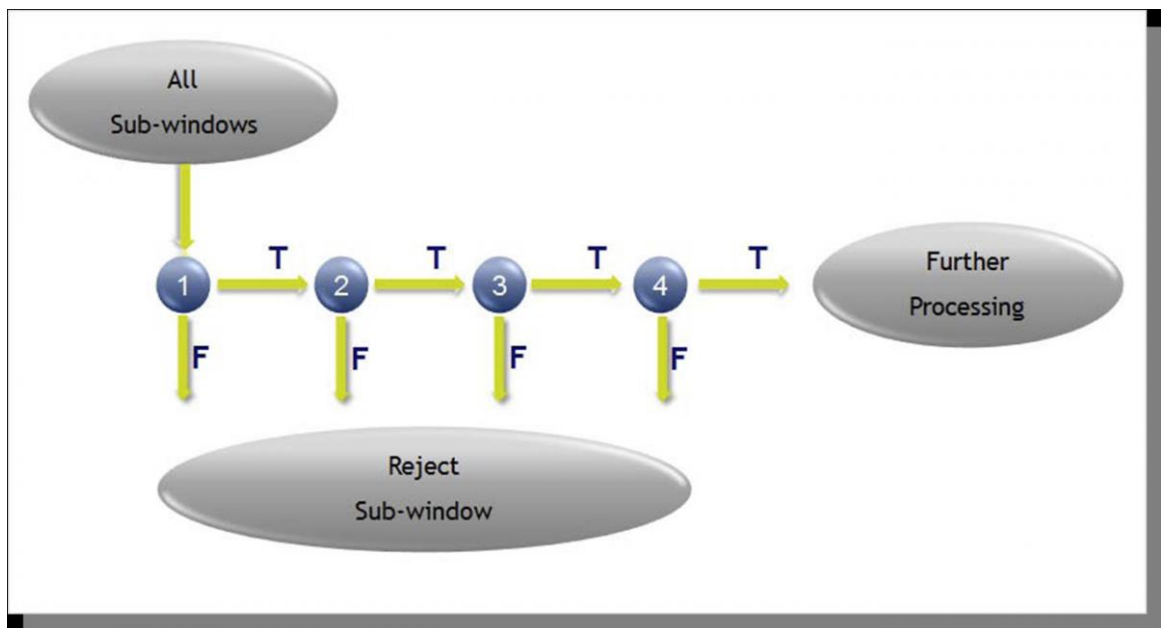 All
Sub-windows
1
T
2
T
3
T
4
T
Further
Processing
F
F
F
F
Reject
Sub-window